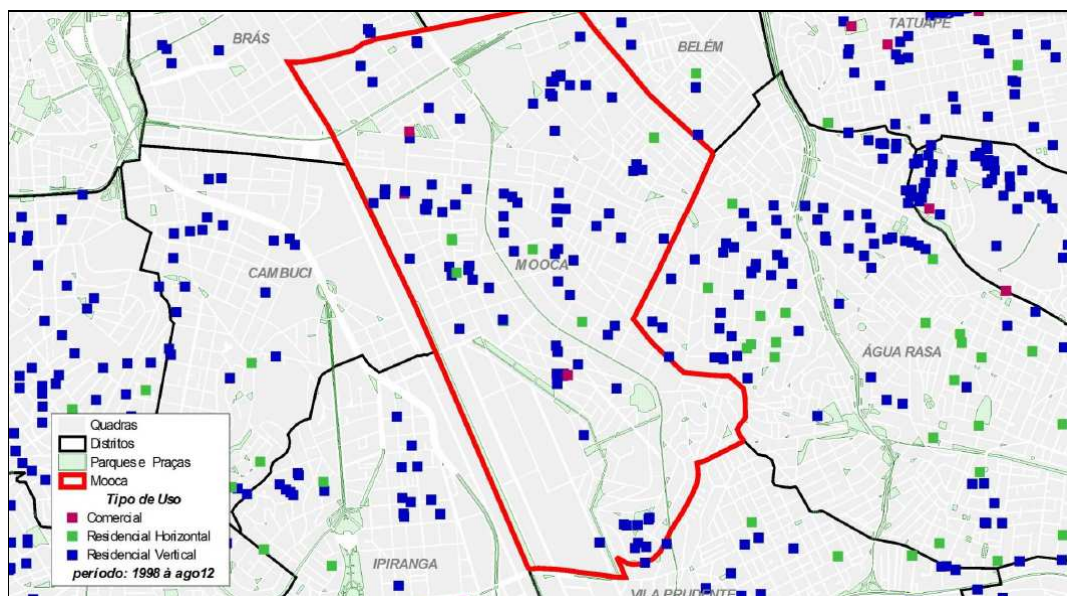 TATUAPÉ
BRÁS
BELÉM
MOOCA
CAMBUCI
ÁGUA RASA
Quadras
Distritos
Parques e Praças
Mooca
Tipo de Uso
Comercial
Residencial Horizontal
Residencial Vertical
período: 1998 à ago12
IPIRANGA
VILA PRUDENTE